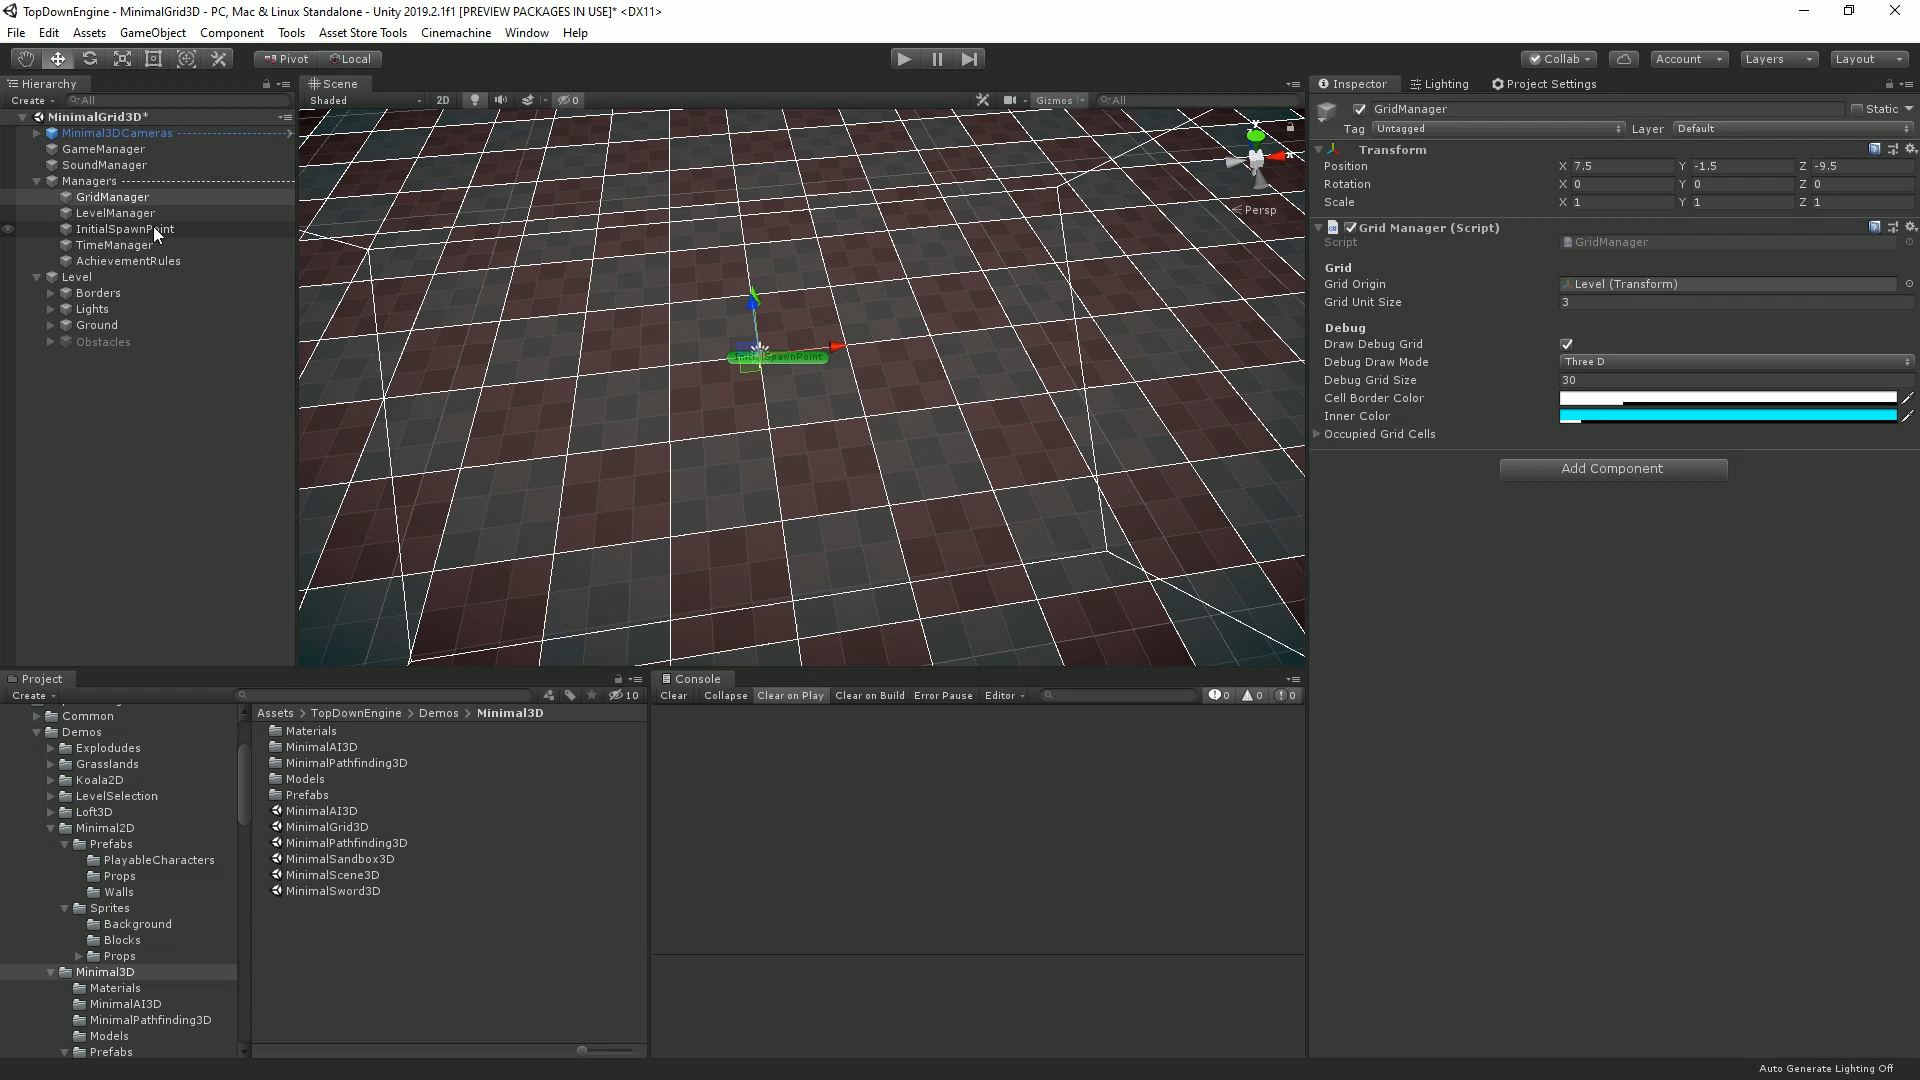 TopDownEngine - MinimalGrid3D - PC, Mac & Linux Standalone - Unity 2019.2.1f1 [PREVIEW PACKAGES IN USE]* <DX11>
File Edit Assets GameObject Component Tools Asset Store Tools Cinemachine Window Help
Pivot Local Collab Account Layers Layout
Hierarchy
Create All
MinimalGrid3D*
Minimal3DCameras
GameManager
SoundManager
Managers
GridManager
LevelManager
InitialSpawnPoint
TimeManager
AchievementRules
Level
Borders
Lights
Ground
Obstacles
Scene
Shaded 2D 0 Gizmos All
Y
x
Persp
InitialSpawnPoint
Inspector Lighting Project Settings
GridManager Static
Tag Untagged Layer Default
Transform
Position X 7.5 Y -1.5 Z -9.5
Rotation X 0 Y 0 Z 0
Scale X 1 Y 1 Z 1
Grid Manager (Script)
Script GridManager
Grid
Grid Origin Level (Transform)
Grid Unit Size 3
Debug
Draw Debug Grid
Debug Draw Mode Three D
Debug Grid Size 30
Cell Border Color
Inner Color
Occupied Grid Cells
Add Component
Project
Create 10
Common
Demos
Explodudes
Grasslands
Koala2D
LevelSelection
Loft3D
Minimal2D
Prefabs
PlayableCharacters
Props
Walls
Sprites
Background
Blocks
Props
Minimal3D
Materials
MinimalAI3D
MinimalPathfinding3D
Models
Prefabs
Assets > TopDownEngine > Demos > Minimal3D
Materials
MinimalAI3D
MinimalPathfinding3D
Models
Prefabs
MinimalAI3D
MinimalGrid3D
MinimalPathfinding3D
MinimalSandbox3D
MinimalScene3D
MinimalSword3D
Console
Clear Collapse Clear on Play Clear on Build Error Pause Editor 0 0 0
Auto Generate Lighting Off